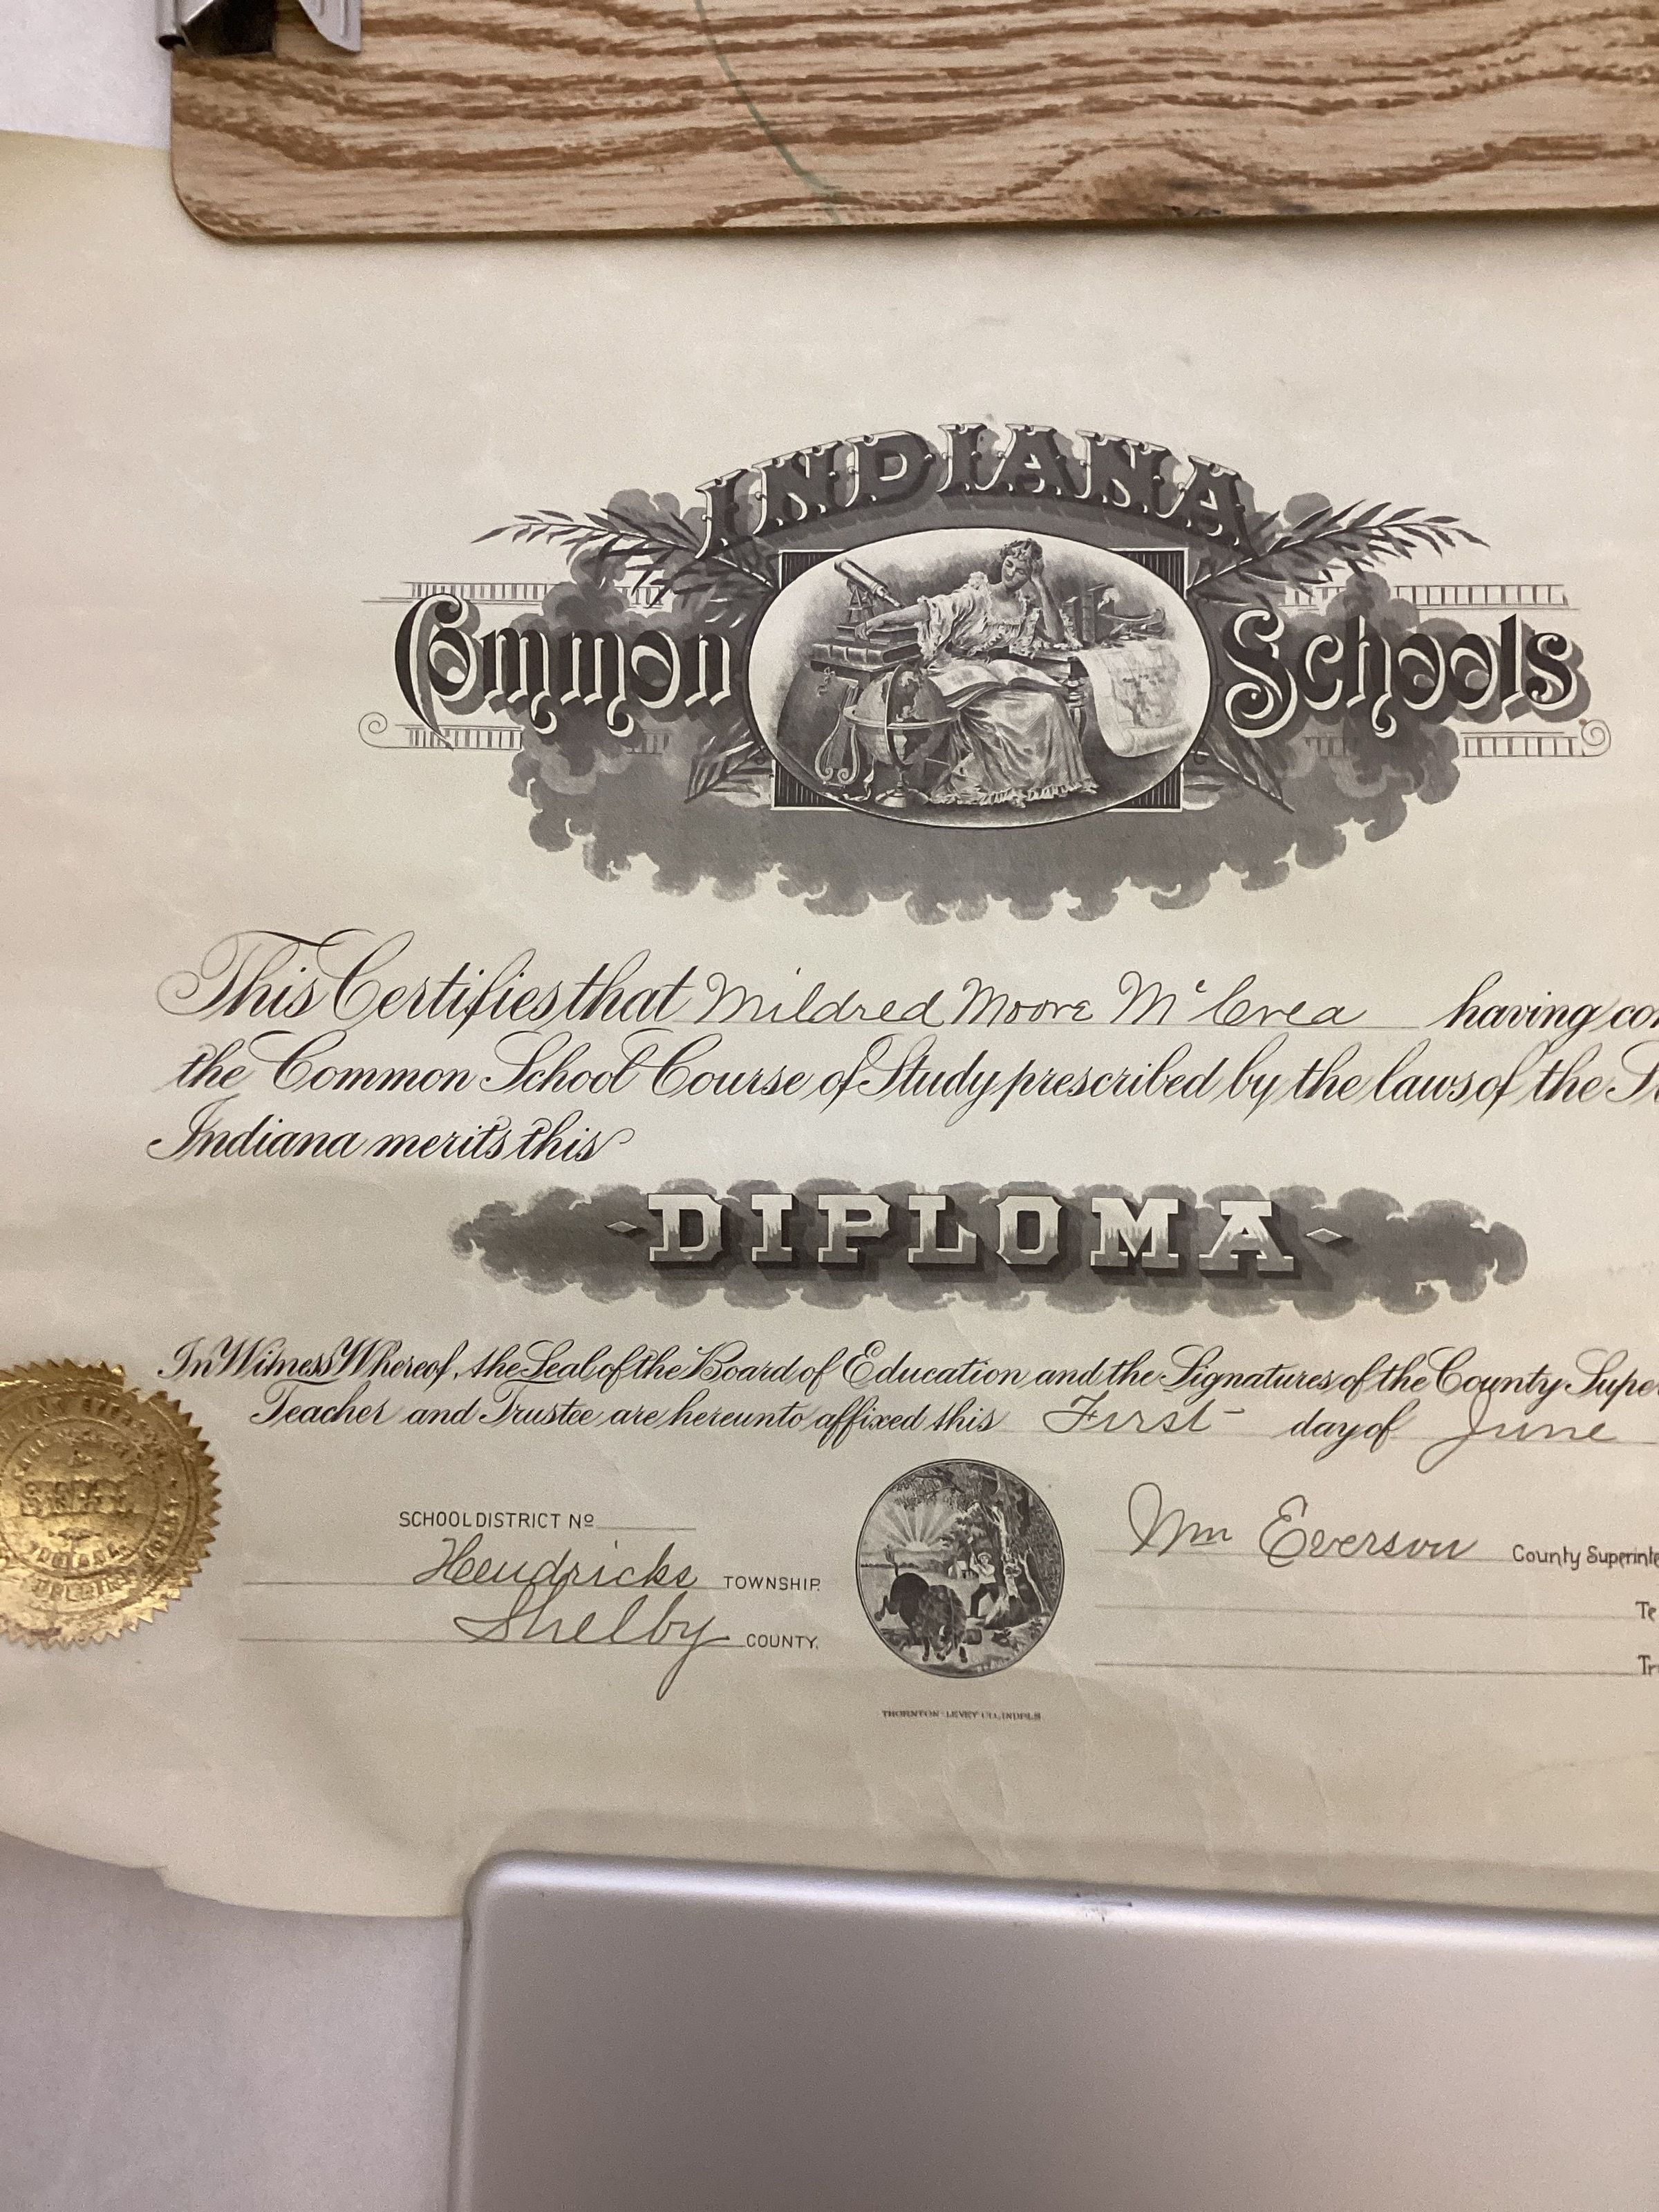 INDIANA
Common Schools
This Certifies that Mildred Moore McCrea having
the Common School Course of Study prescribed by the laws of the
Indiana merits this
DIPLOMA
In Witness Whereof, the Seal of the Board of Education and the Signatures of the County
Teacher and Trustee are hereunto affixed this First day of June
SCHOOL DISTRICT No
Hendricks TOWNSHIP.
Shelby COUNTY.
Wm Everson County
THORNTON-LEVEY CO., INDPLS